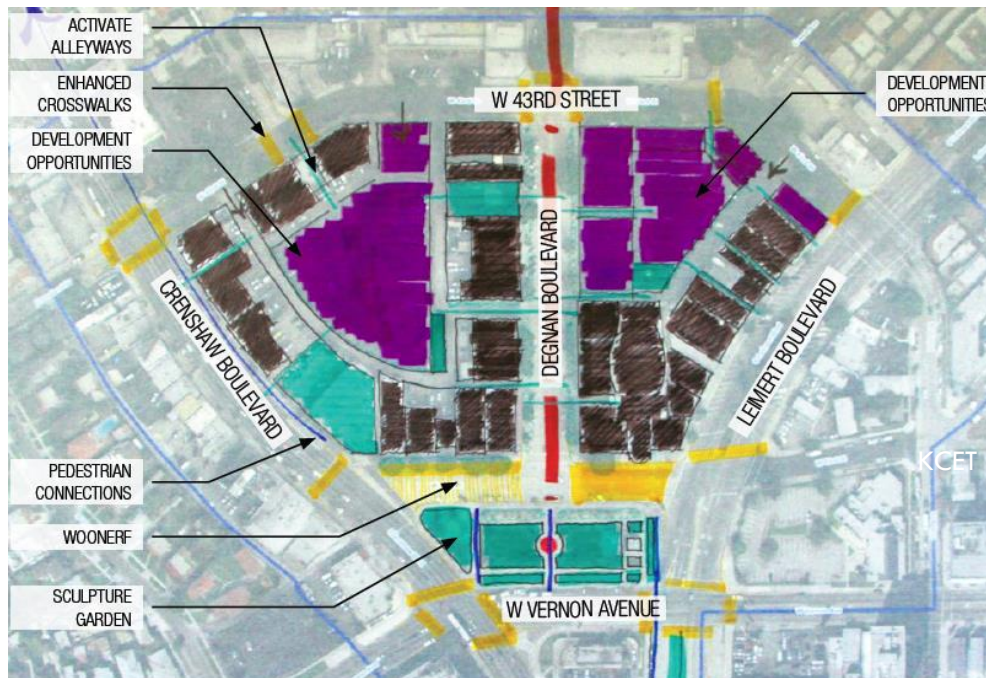 ACTIVATE
ALLEYWAYS
ENHANCED
CROSSWALKS
DEVELOPMENT
OPPORTUNITIES
W 43RD STREET
DEVELOPMENT
OPPORTUNITIES
CRENSHAW BOULEVARD
DEGNAN BOULEVARD
LEIMERT BOULEVARD
KCET
PEDESTRIAN
CONNECTIONS
WOONERF
SCULPTURE
GARDEN
W VERNON AVENUE